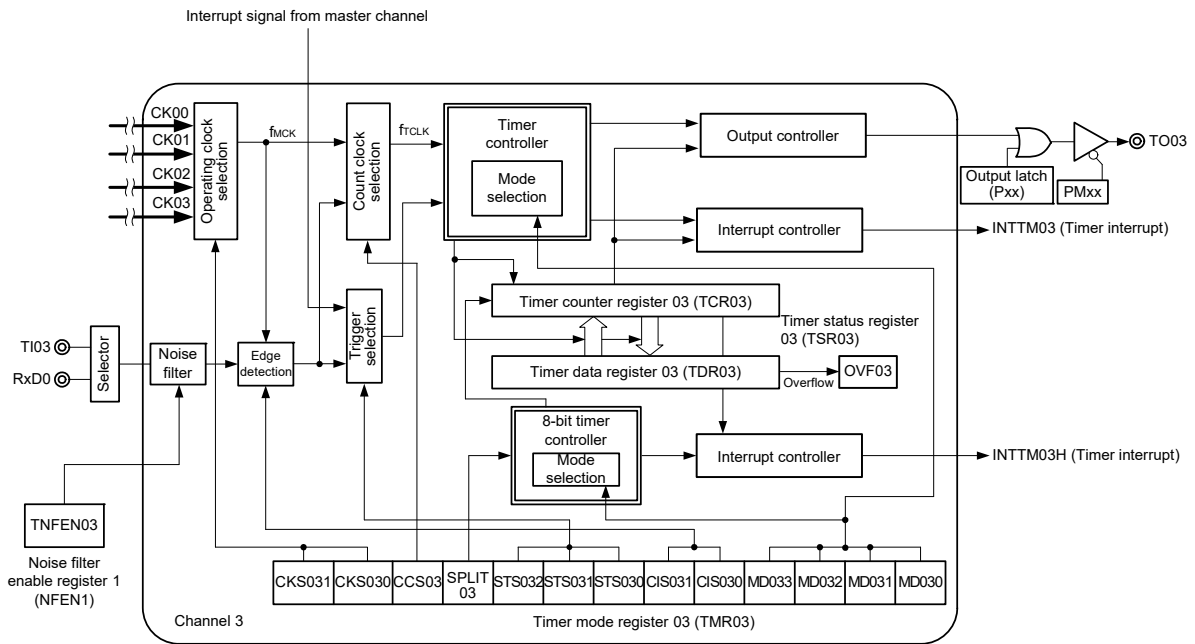 Interrupt signal from master channel
CK00
CK01
CK02
CK03
Operating clock
selection
fMCK
Count clock
selection
fTCLK
Timer
controller
Mode
selection
Output controller
TO03
Output latch
(Pxx)
PMxx
Interrupt controller
INTTM03 (Timer interrupt)
Timer counter register 03 (TCR03)
Timer status register
03 (TSR03)
Trigger
selection
TI03
RxD0
Selector
Noise
filter
Edge
detection
Timer data register 03 (TDR03)
Overflow
OVF03
8-bit timer
controller
Mode
selection
Interrupt controller
INTTM03H (Timer interrupt)
TNFEN03
Noise filter
enable register 1
(NFEN1)
CKS031 CKS030 CCS03 SPLIT
03 STS032 STS031 STS030 CIS031 CIS030 MD033 MD032 MD031 MD030
Channel 3
Timer mode register 03 (TMR03)